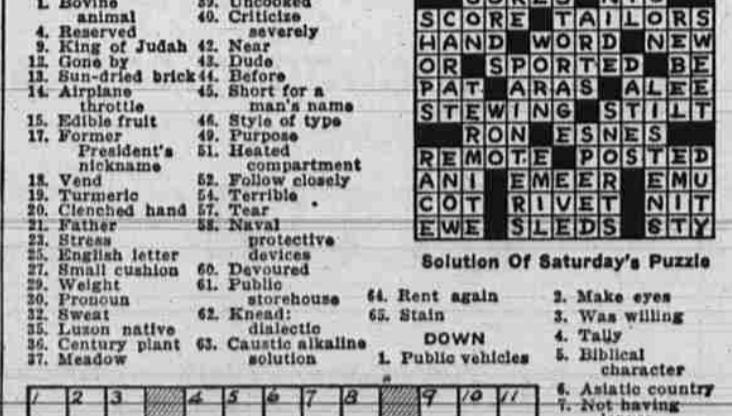 1. Bovine
animal
4. Reserved
9. King of Judah
12. Gone by
13. Sun-dried brick
14. Airplane
throttle
15. Edible fruit
17. Former
President's
nickname
18. Vend
19. Turmeric
20. Clenched hand
21. Father
23. Stress
25. English letter
27. Small cushion
29. Weight
30. Pronoun
32. Sweat
35. Luzon native
36. Century plant
37. Meadow
39. Uncooked
40. Criticize
severely
42. Near
43. Dude
44. Before
45. Short for a
man's name
46. Style of type
49. Purpose
51. Heated
compartment
52. Follow closely
54. Terrible
57. Tear
58. Naval
protective
devices
60. Devoured
61. Public
storehouse
62. Knead:
dialectic
63. Caustic alkaline
solution
SCORE TAILORS
HAND WORD NEW
OR SPORTED BE
PAT ARAS ALEE
STEWING STILT
RON ESNES
REMOTE POSTED
ANI EMEER EMU
COT RIVET NIT
EWE SLEDS STY
Solution Of Saturday's Puzzle
64. Rent again
65. Stain
DOWN
1. Public vehicles
2. Make eyes
3. Was willing
4. Tally
5. Biblical
character
6. Asiatic country
7. Not having
1 2 3 4 5 6 7 8 9 10 11